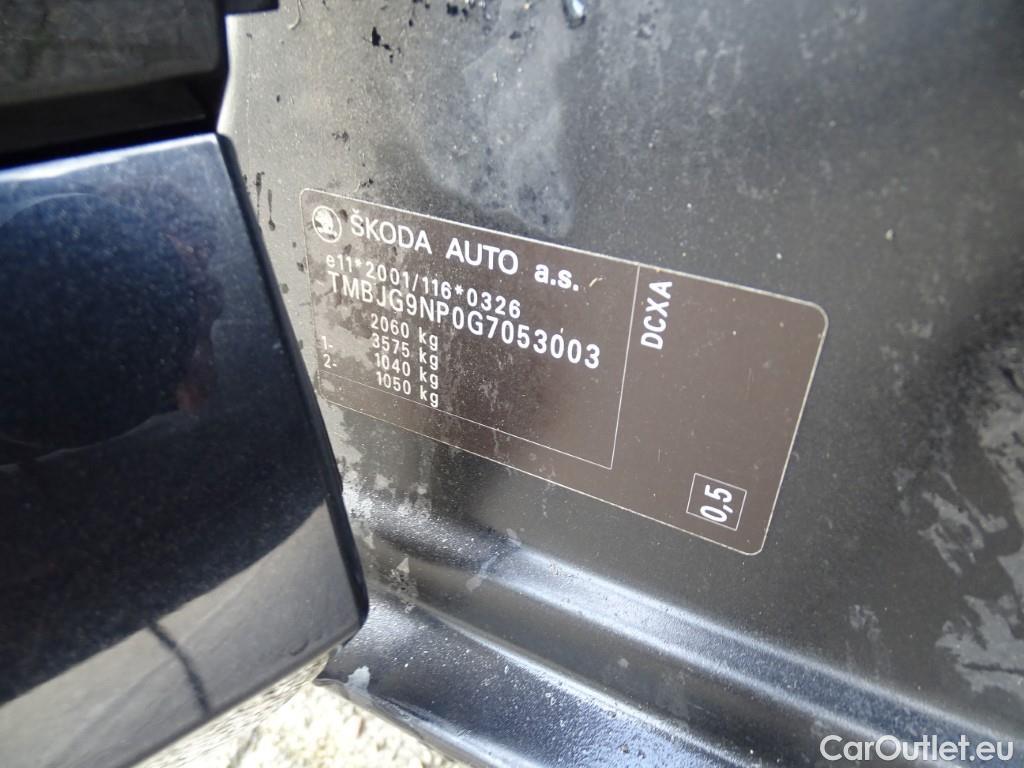 ŠKODA AUTO a.s.
e11*2001/116*0326
TMBJG9NP0G7053003
2060 kg
3575 kg
1- 1040 kg
2- 1050 kg
DCXA
0,5
CarOutlet.eu